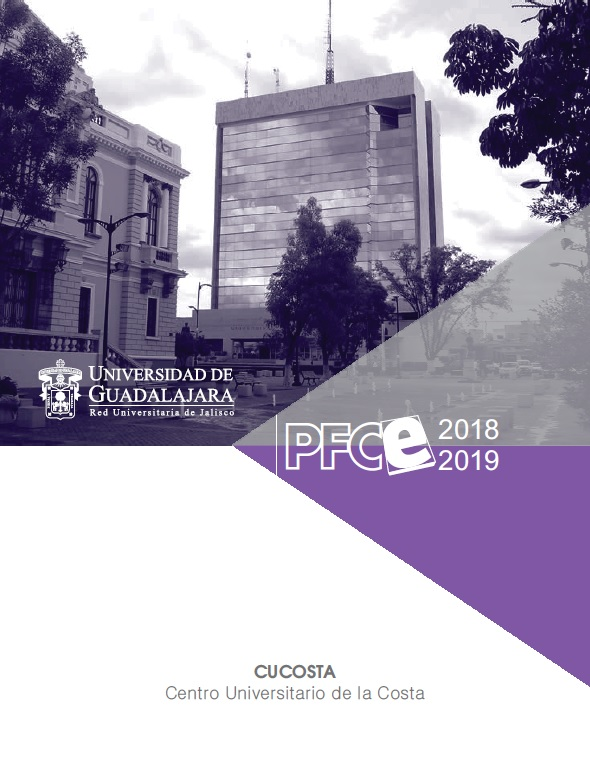 UNIVERSIDAD DE
GUADALAJARA
Red Universitaria de Jalisco
PFCe 2018
2019
CUCOSTA
Centro Universitario de la Costa